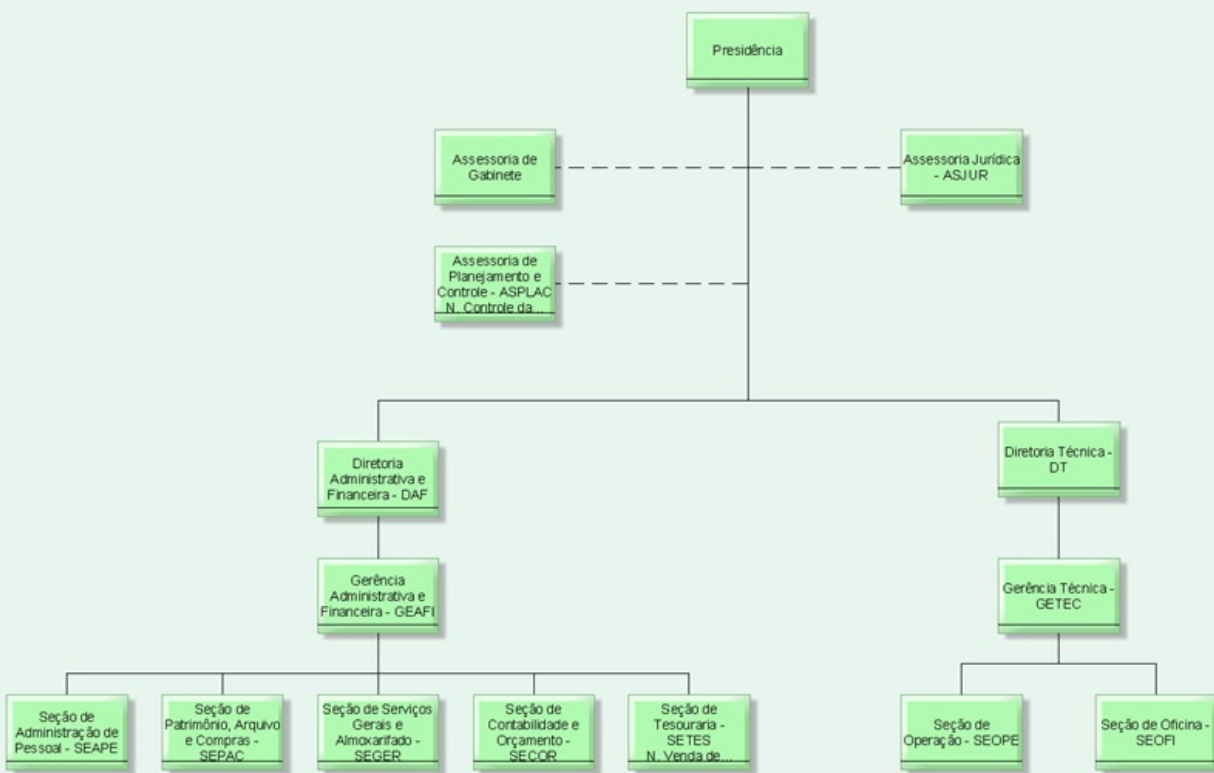 Presidência
Assessoria de
Gabinete
Assessoria Jurídica
- ASJUR
Assessoria de
Planejamento e
Controle - ASPLAC
N. Controle da...
Diretoria
Administrativa e
Financeira - DAF
Diretoria Técnica -
DT
Gerência
Administrativa e
Financeira - GEAFI
Gerência Técnica -
GETEC
Seção de
Administração de
Pessoal - SEAPE
Seção de
Patrimônio, Arquivo
e Compras -
SEPAC
Seção de Serviços
Gerais e
Almoxarifado -
SEGER
Seção de
Contabilidade e
Orçamento -
SECOR
Seção de
Tesouraria -
SETES
N. Venda de...
Seção de
Operação - SEOPE
Seção de Oficina -
SEOFI